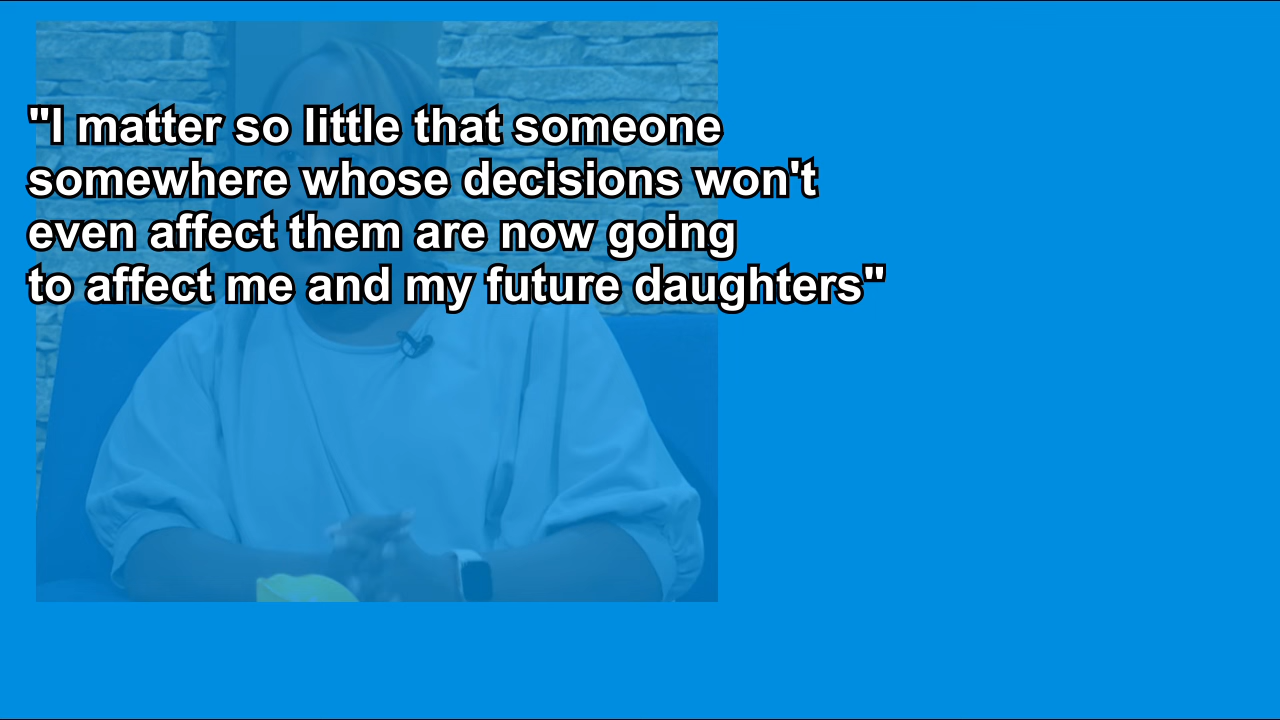 "I matter so little that someone
somewhere whose decisions won't
even affect them are now going
to affect me and my future daughters"